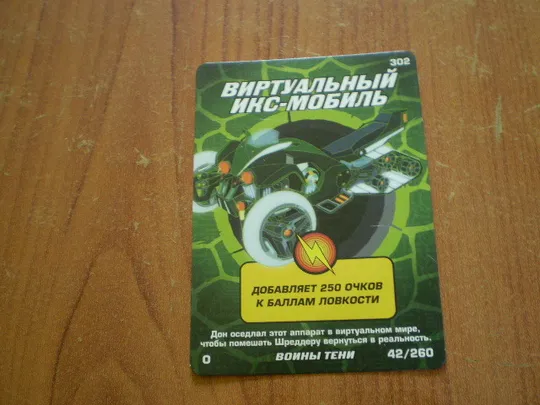 302
ВИРТУАЛЬНЫЙ
ИКС-МОБИЛЬ
ДОБАВЛЯЕТ 250 ОЧКОВ
К БАЛЛАМ ЛОВКОСТИ
Дон оседлал этот аппарат в виртуальном мире,
чтобы помешать Шреддеру вернуться в реальность.
0 ВОИНЫ ТЕНИ 42/260